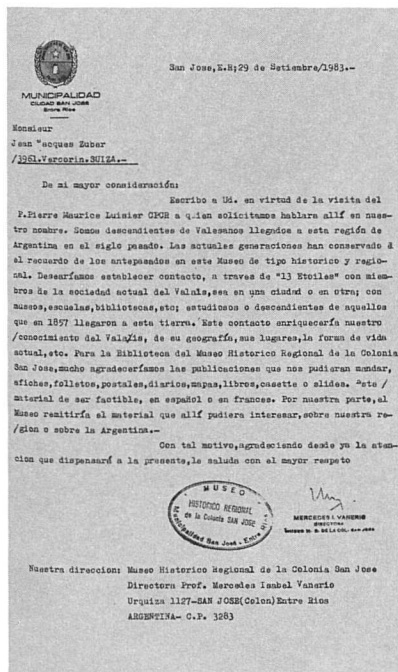 San Jose,E.R;29 de Setiembre/1983.-
MUNICIPALIDAD
CIUDAD SAN JOSE
Entre Rios
Monsieur
Jean Jacques Zuber
/3961.Vercorin.SUIZA.-
De mi mayor consideración:
Escribo a Ud. en virtud de la visita del
P.Pierre Maurice Luisier CPCR a q.ien solicitamos hablara allí en nues-
tro nombre. Somos descendientes de Valesanos llegados a esta región de
Argentina en el siglo pasado. Las actuales generaciones han conservado
el recuerdo de los antepasados en este Museo de tipo historico y regio-
nal. Desearíamos establecer contacto, a traves de "13 Etoiles" con miem-
bros de la sociedad actual del Valais,sea en una ciudad o en otra; con
museos,escuelas,bibliotecas,etc; estudiosos o descendientes de aquellos
que en 1857 llegaron a esta tierra. Este contacto enriquecería nuestro
/conocimiento del Valais, de su geografía,sus lugares,la forma de vida
actual,etc. Para la Biblioteca del Museo Historico Regional de la Colonia
San Jose,mucho agradeceríamos las publicaciones que nos pudieran mandar,
afiches,folletos,postales,diarios,mapas,libros,casette o slides. Este /
material de ser factible, en español o en frances. Por nuestra parte,el
Museo remitiría el material que allí pudiera interesar,sobre nuestra re-
/gion o sobre la Argentina.-
Con tal motivo,agradeciendo desde ya la aten-
cion que dispensará a la presente,le saluda con el mayor respeto
MUSEO
HISTORICO REGIONAL
de la Colonia SAN JOSE
Municipalidad San Jose - Entre Rios
MERCEDES I. VANERIO
DIRECTORA
Nuestra direccion: Museo Historico Regional de la Colonia San Jose
Directora Prof. Mercedes Isabel Vanerio
Urquiza 1127-SAN JOSE(Colon)Entre Rios
ARGENTINA- C.P. 3283